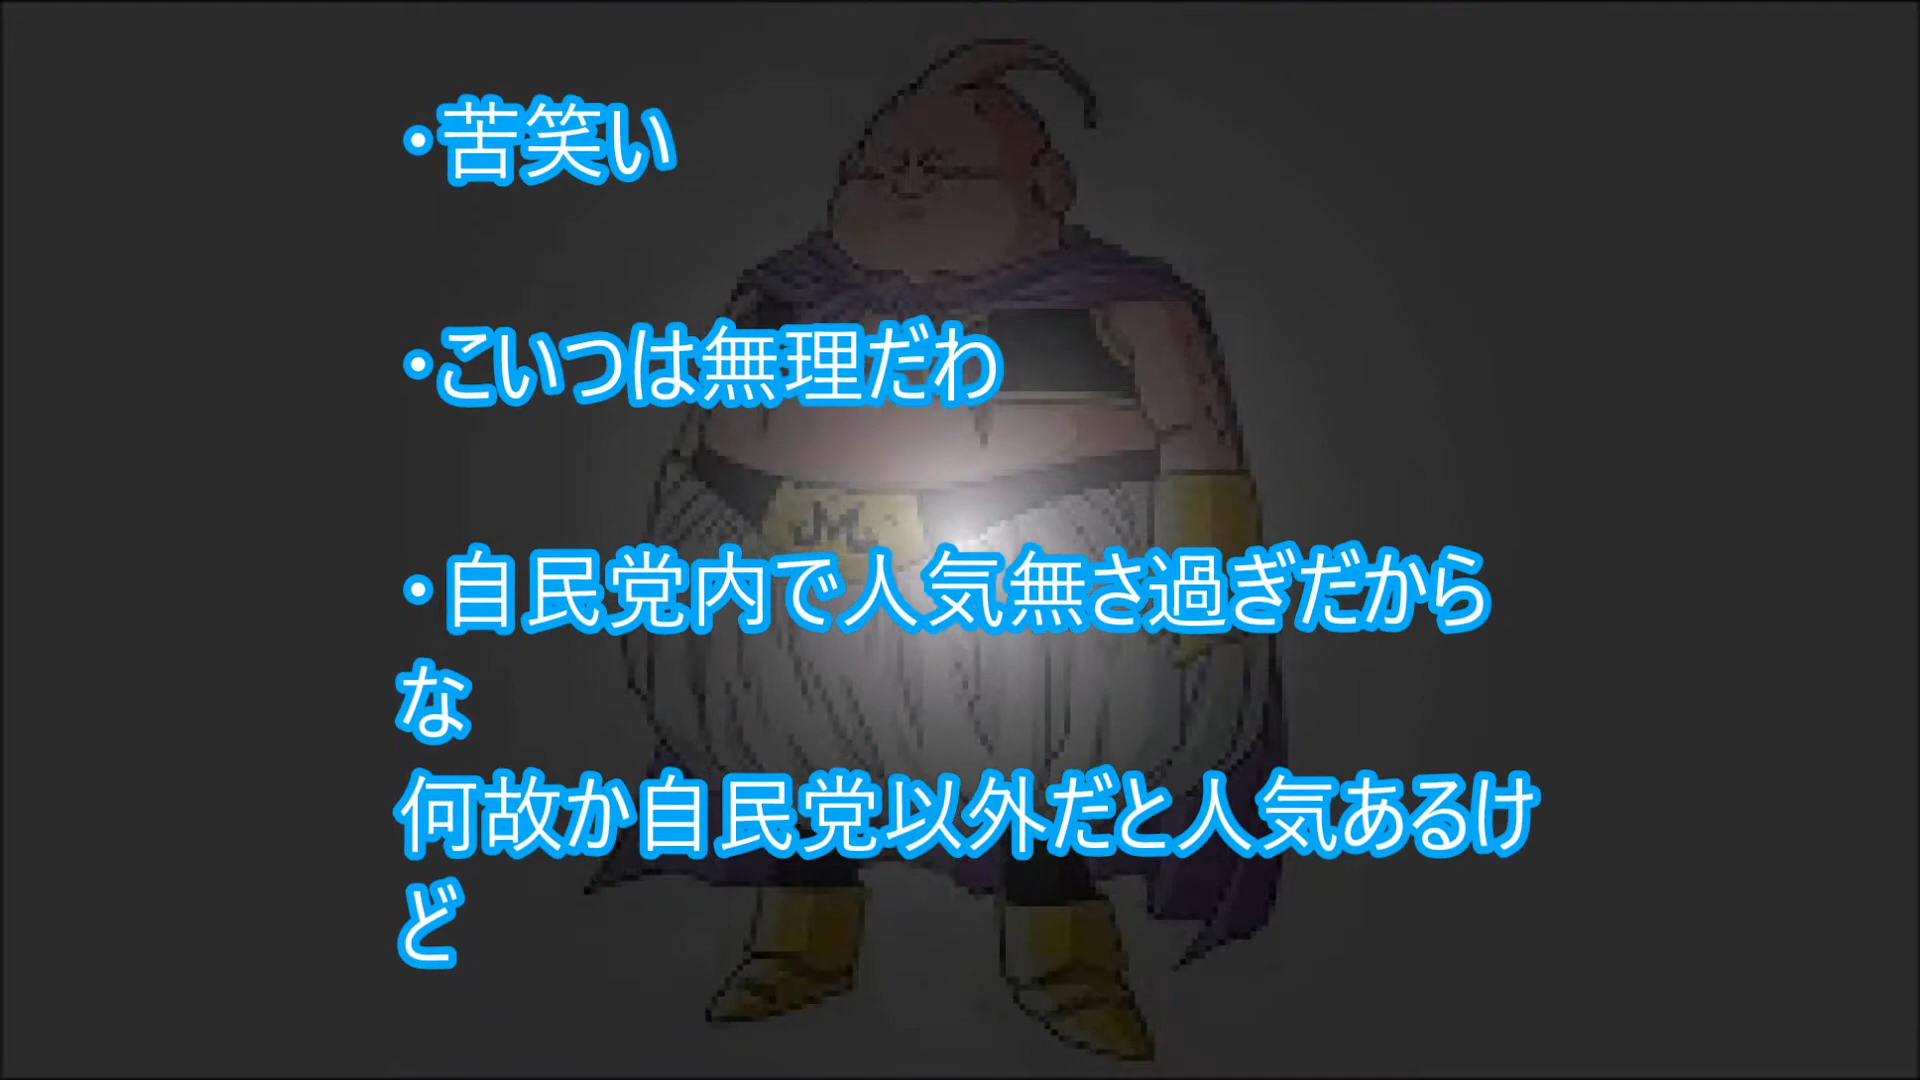 ・苦笑い
・こいつは無理だわ
・自民党内で人気無さ過ぎだから
な
何故か自民党以外だと人気あるけ
ど
M